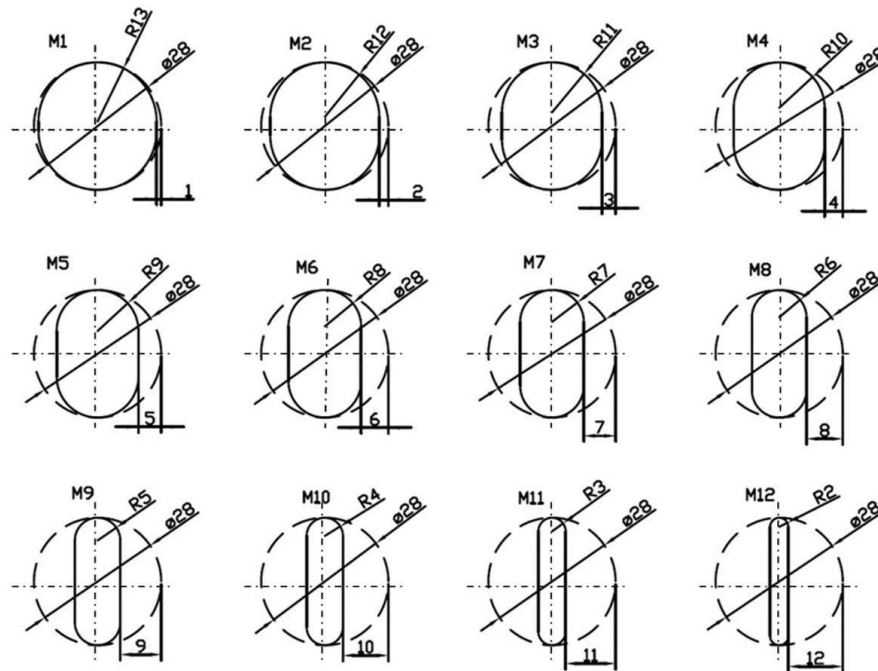 M1 R13 ø28
1
M2 R12 ø28
2
M3 R11 ø28
3
M4 R10 ø28
4
M5 R9 ø28
5
M6 R8 ø28
6
M7 R7 ø28
7
M8 R6 ø28
8
M9 R5 ø28
9
M10 R4 ø28
10
M11 R3 ø28
11
M12 R2 ø28
12